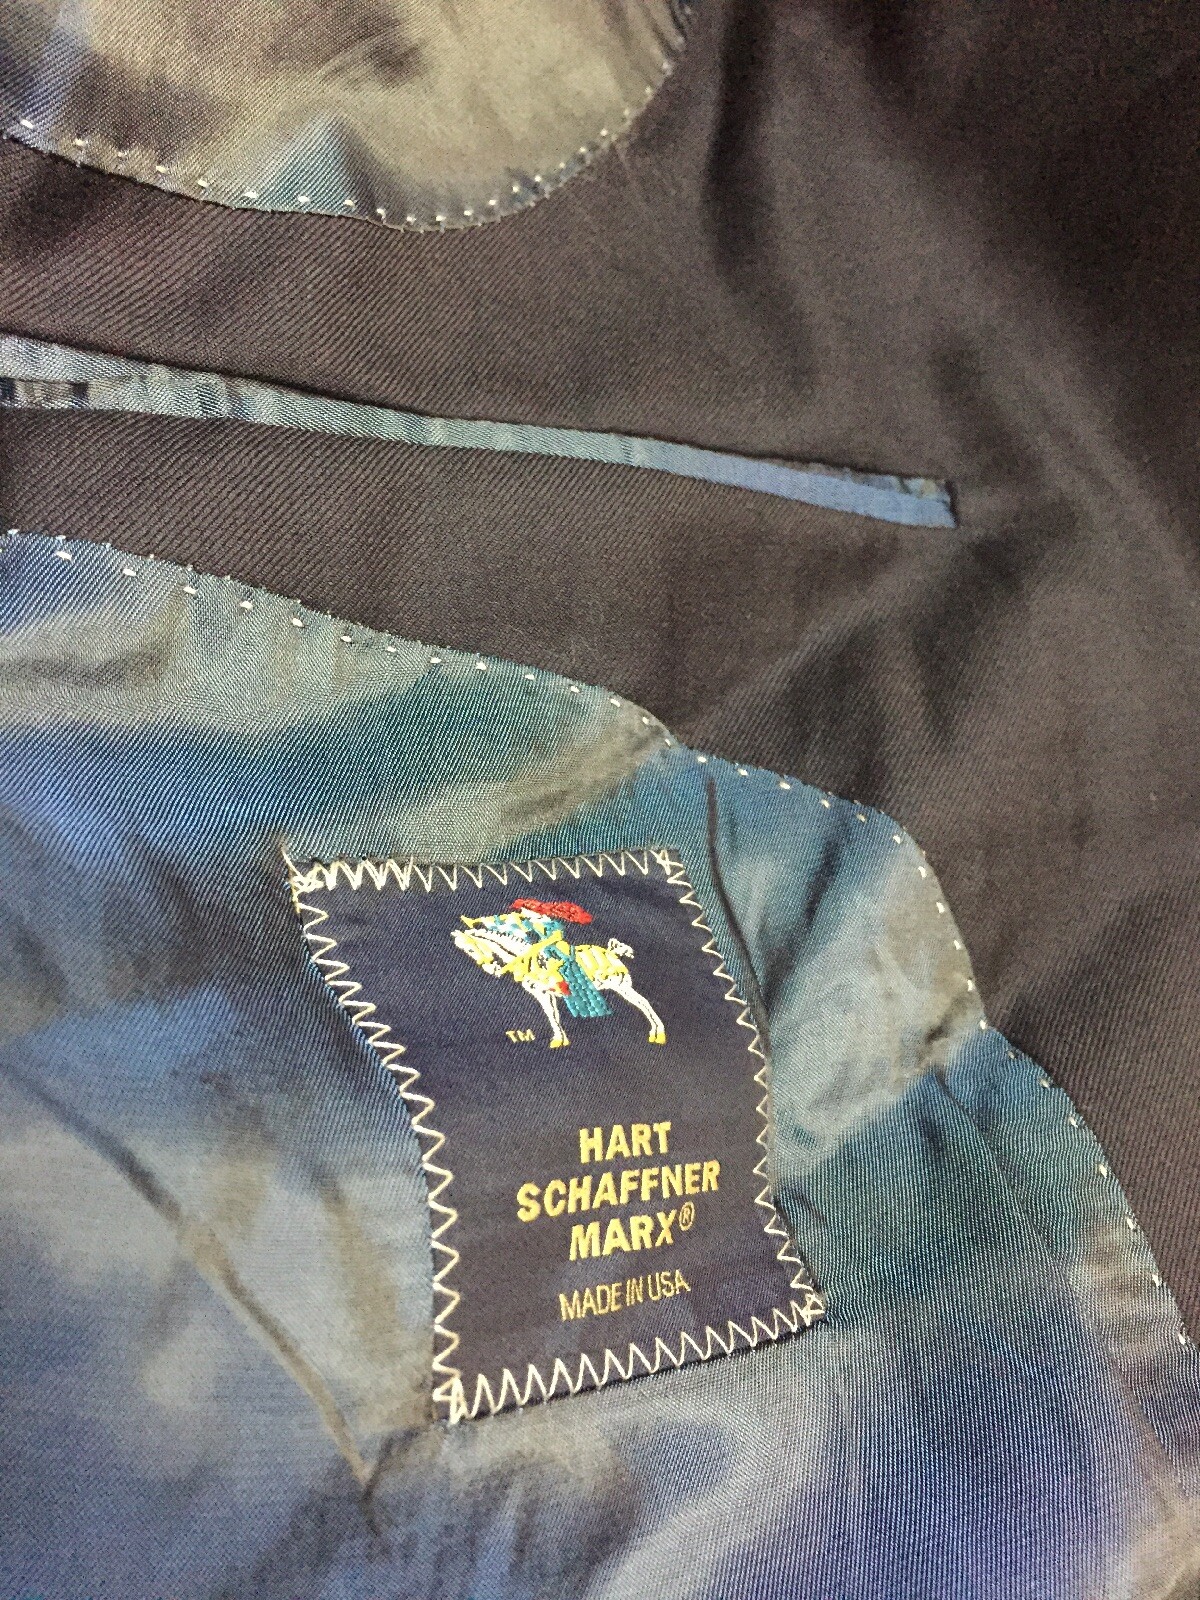 TM
HART
SCHAFFNER
MARX®
MADE IN USA